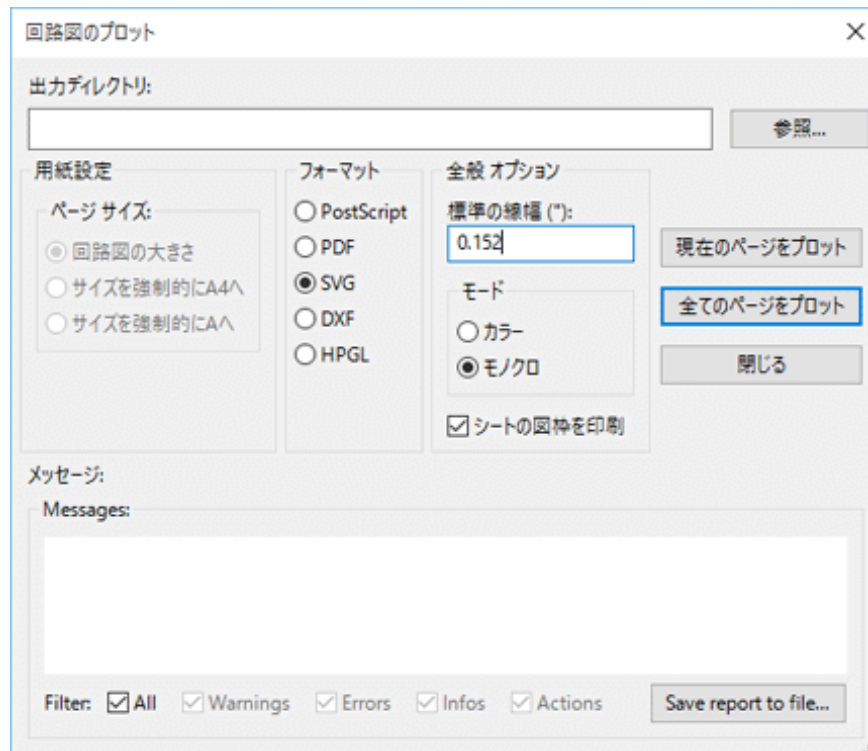 回路図のプロット
出力ディレクトリ:
参照...
用紙設定
ページ サイズ:
回路図の大きさ
サイズを強制的にA4へ
サイズを強制的にAへ
フォーマット
PostScript
PDF
SVG
DXF
HPGL
全般 オプション
標準の線幅 ("):
0.152
モード
カラー
モノクロ
シートの図枠を印刷
現在のページをプロット
全てのページをプロット
閉じる
メッセージ:
Messages:
Filter: All Warnings Errors Infos Actions Save report to file...